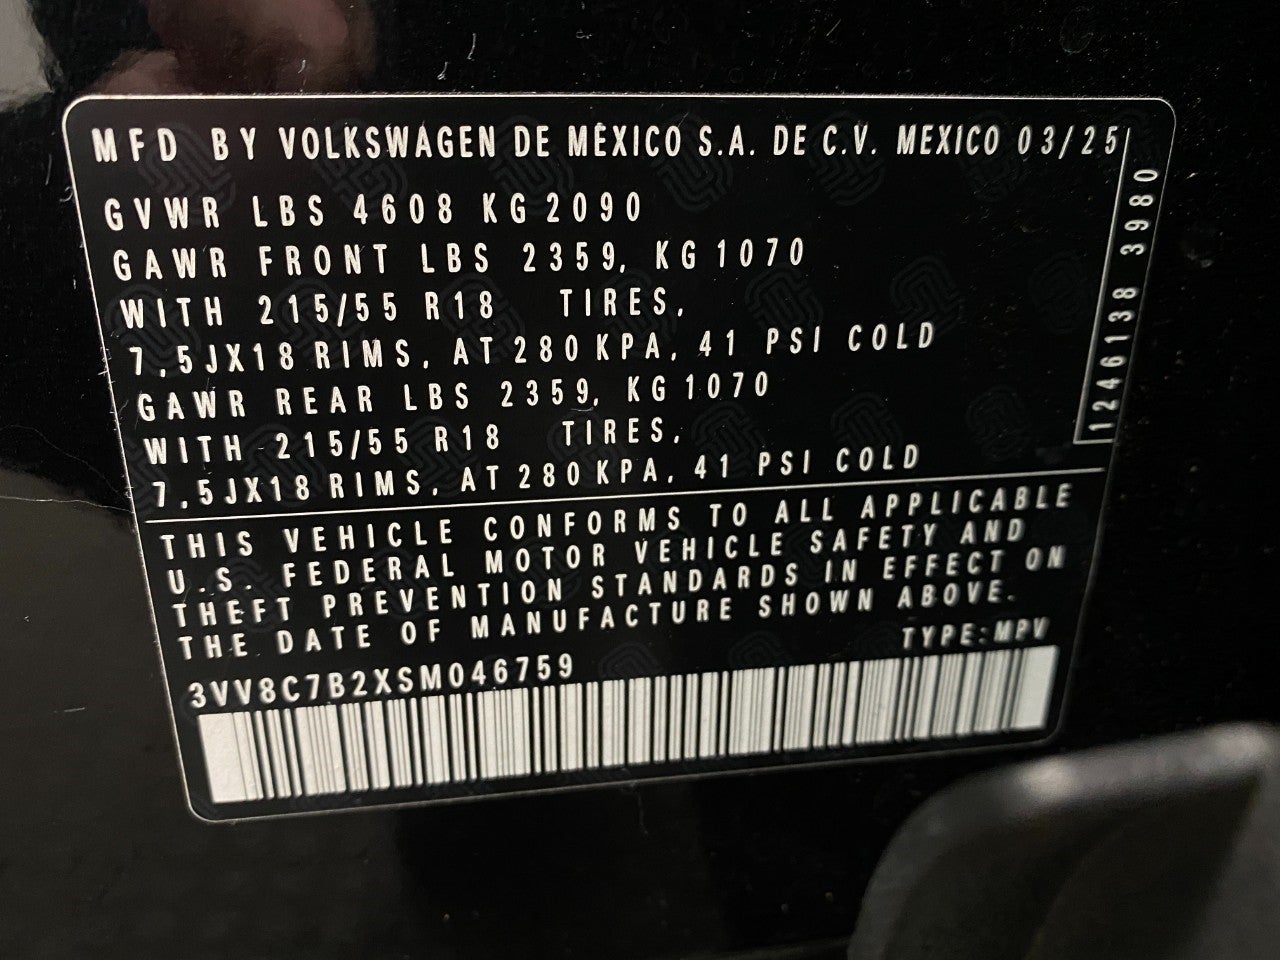 MFD BY VOLKSWAGEN DE MÉXICO S.A. DE C.V. MEXICO 03/25
GVWR LBS 4608 KG 2090
GAWR FRONT LBS 2359, KG 1070
WITH 215/55 R18 TIRES,
7,5JX18 RIMS, AT 280 KPA, 41 PSI COLD
GAWR REAR LBS 2359, KG 1070
WITH 215/55 R18 TIRES,
7,5JX18 RIMS, AT 280 KPA, 41 PSI COLD
1246138 3980
THIS VEHICLE CONFORMS TO ALL APPLICABLE
U.S. FEDERAL MOTOR VEHICLE SAFETY AND
THEFT PREVENTION STANDARDS IN EFFECT ON
THE DATE OF MANUFACTURE SHOWN ABOVE.
TYPE:MPV
3VV8C7B2XSM046759